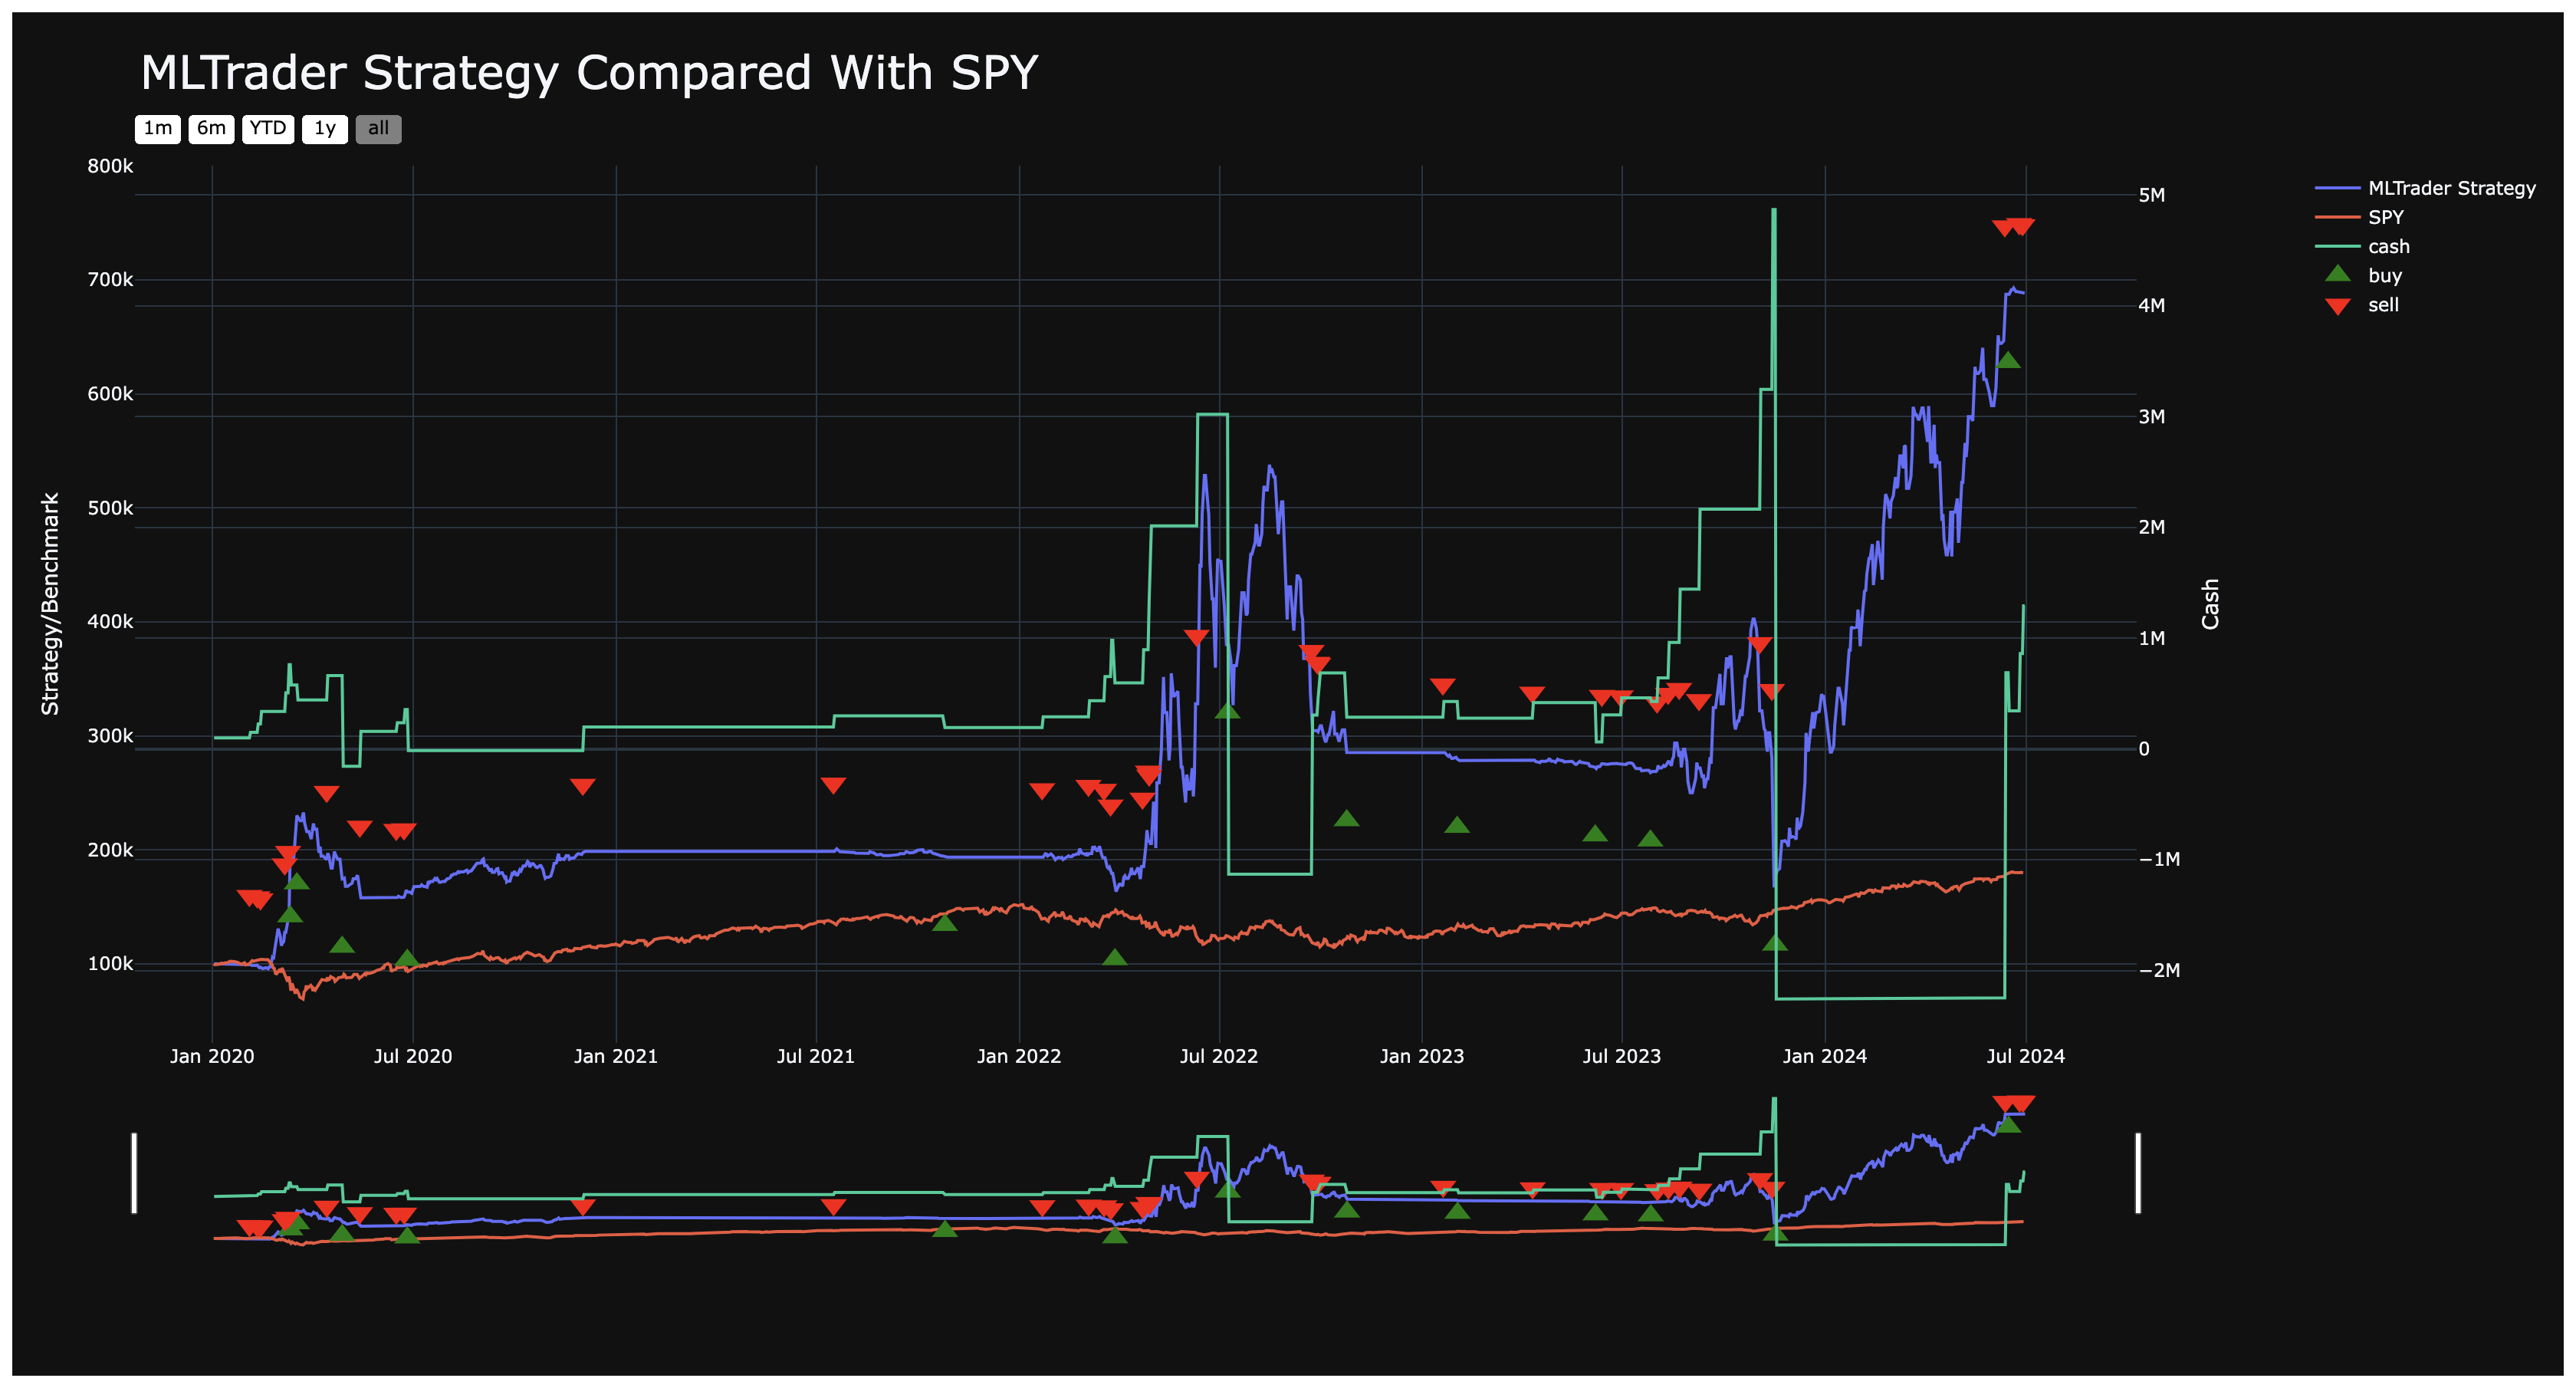 MLTrader Strategy Compared With SPY
1m 6m YTD 1y all
800k
700k
600k
500k
400k
300k
200k
100k
Strategy/Benchmark
5M
4M
3M
2M
1M
0
−1M
−2M
Cash
MLTrader Strategy
SPY
cash
buy
sell
Jan 2020 Jul 2020 Jan 2021 Jul 2021 Jan 2022 Jul 2022 Jan 2023 Jul 2023 Jan 2024 Jul 2024